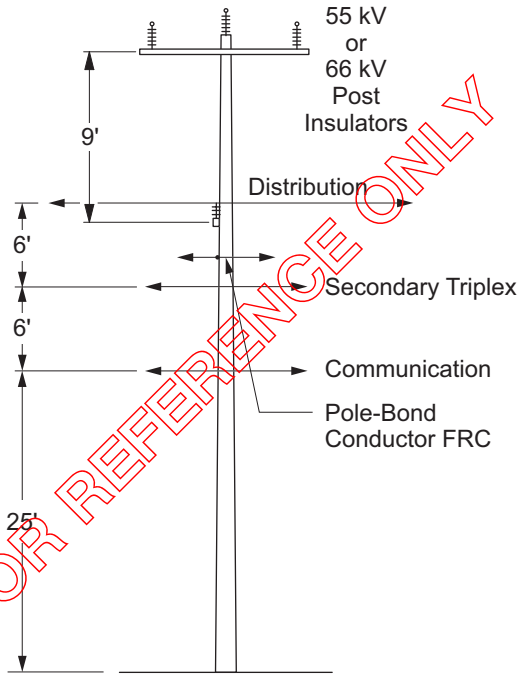 55 kV
or
66 kV
Post
Insulators
9'
Distribution
6'
Secondary Triplex
6'
Communication
Pole-Bond
Conductor FRC
25'
OR REFERENCE ONLY